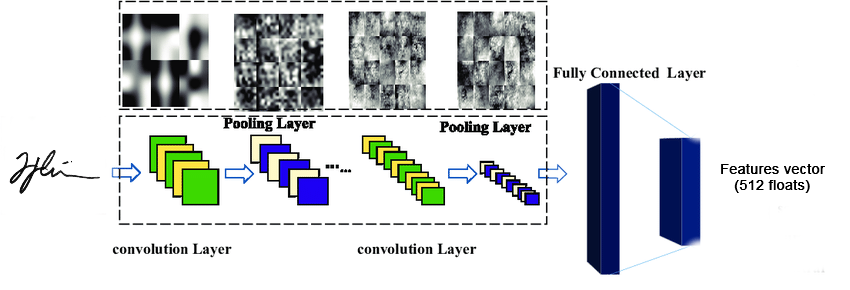 Fully Connected Layer
Pooling Layer
Pooling Layer
Features vector
(512 floats)
convolution Layer
convolution Layer